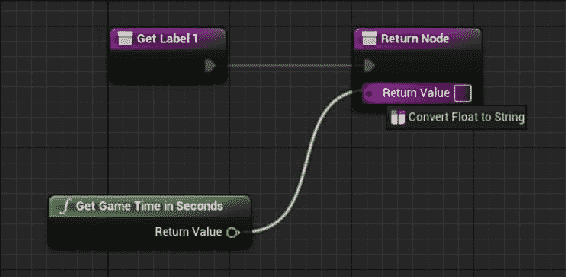 Get Label 1
Return Node
Return Value
Convert Float to String
f Get Game Time in Seconds
Return Value